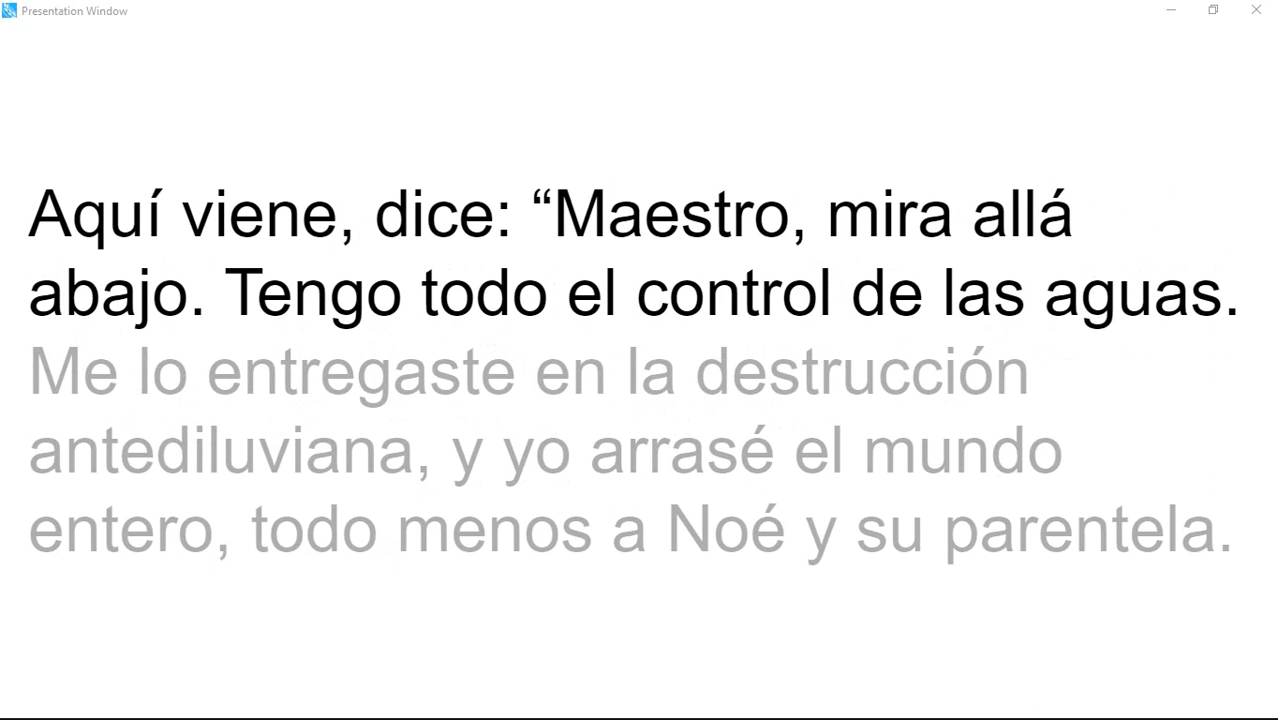 Presentation Window
Aquí viene, dice: “Maestro, mira allá
abajo. Tengo todo el control de las aguas.
Me lo entregaste en la destrucción
antediluviana, y yo arrasé el mundo
entero, todo menos a Noé y su parentela.